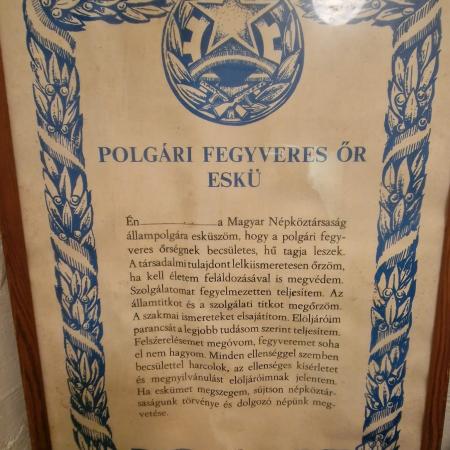 POLGÁRI FEGYVERES ŐR
ESKÜ
Én____________a Magyar Népköztársaság
állampolgára esküszöm, hogy a polgári fegy-
veres őrségnek becsületes, hű tagja leszek.
A társadalmi tulajdont lelkiismeretesen őrzöm,
ha kell életem feláldozásával is megvédem.
Szolgálatomat fegyelmezetten teljesítem. Az
államtitkot és a szolgálati titkot megőrzöm.
A szakmai ismereteket elsajátítom. Elöljáróim
parancsát a legjobb tudásom szerint teljesítem.
Felszerelésemet megóvom, fegyveremet soha
el nem hagyom. Minden ellenséggel szemben
becsülettel harcolok, az ellenséges kísérletet
és megnyilvánulást elöljáróimnak jelentem.
Ha eskümet megszegem, sújtson népköztár-
saságunk törvénye és dolgozó népünk meg-
vetése.